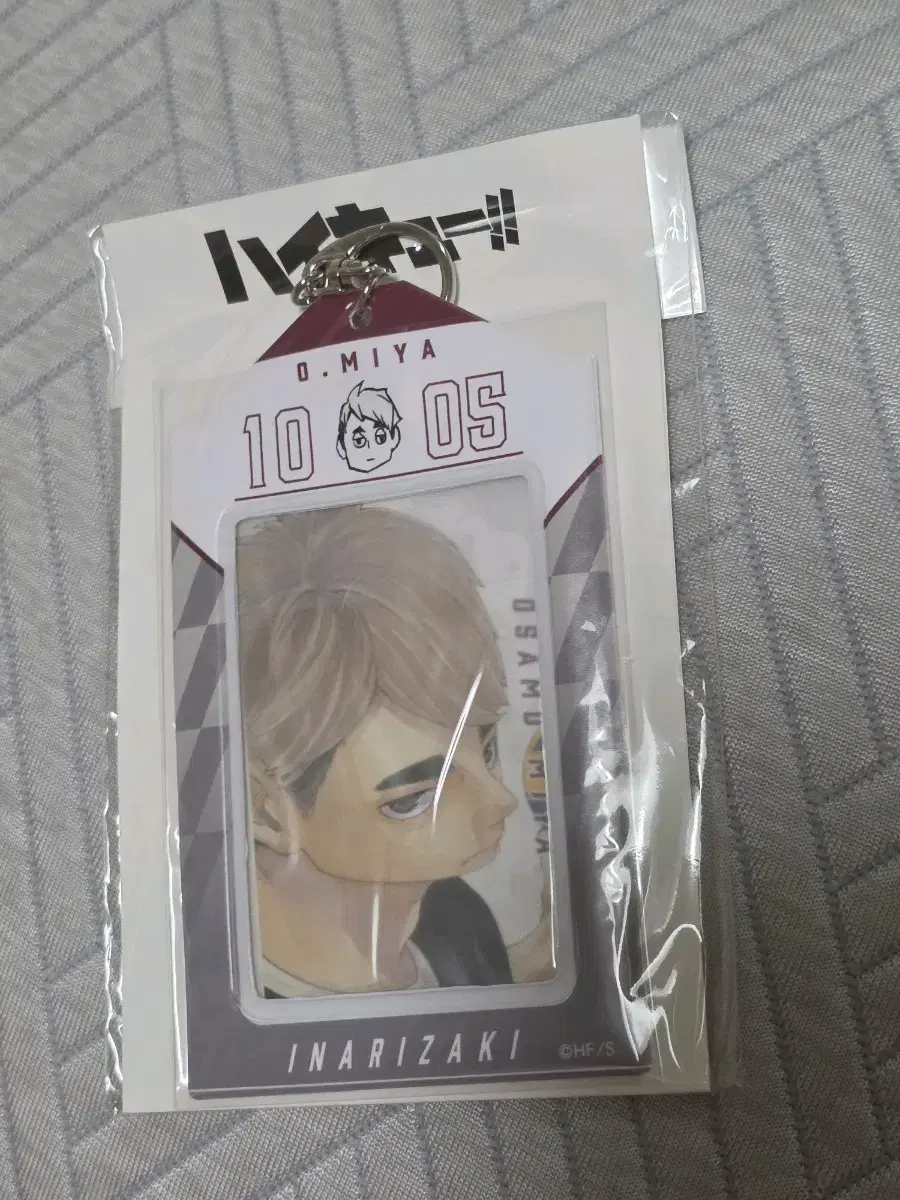 ハイキュー!!
O.MIYA
10 05
OSAMU MIYA
INARIZAKI
©HF/S